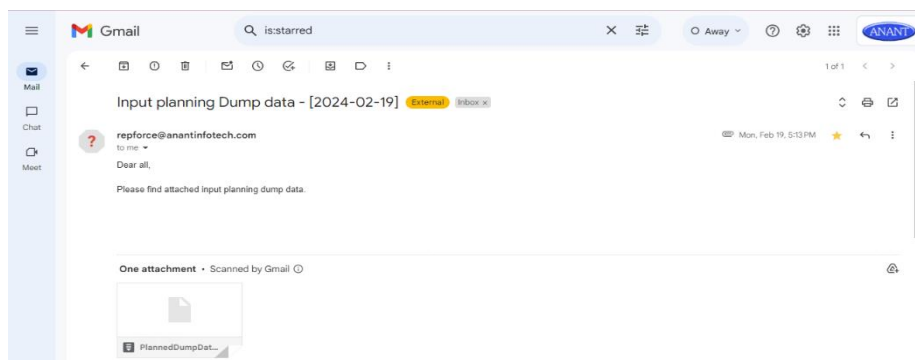 Gmail
is:starred
Away
ANANT
Mail
1 of 1
Input planning Dump data - [2024-02-19] External Inbox x
Chat
repforce@anantinfotech.com
Mon, Feb 19, 5:13 PM
?
to me
Meet
Dear all,
Please find attached input planning dump data.
One attachment • Scanned by Gmail
PlannedDumpDat...